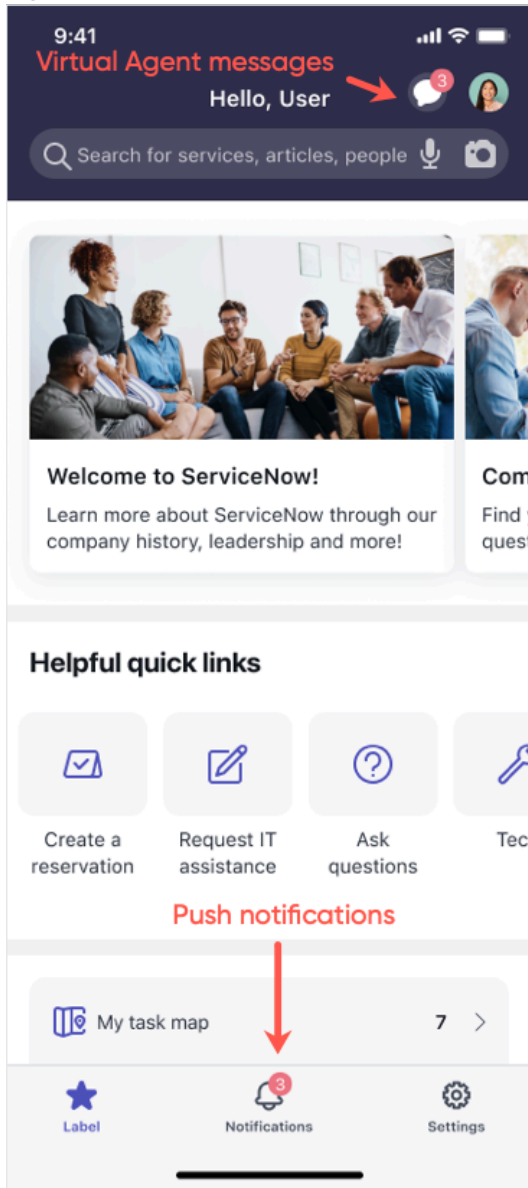 9:41
Virtual Agent messages
3
Hello, User
Search for services, articles, people
Welcome to ServiceNow!
Learn more about ServiceNow through our
company history, leadership and more!
Com
Find
quest
Helpful quick links
Create a
reservation
Request IT
assistance
Ask
questions
Tec
Push notifications
My task map
7
3
Label
Notifications
Settings